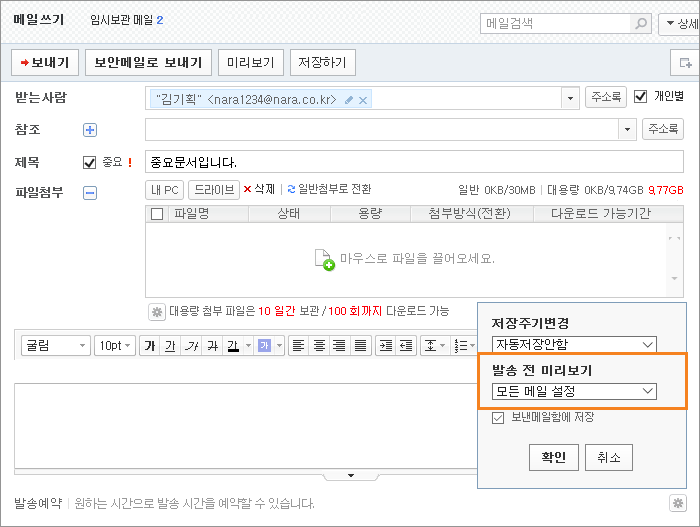 메일쓰기 임시보관 메일 2 메일검색 상세
보내기 보안메일로 보내기 미리보기 저장하기
받는사람 "김기획" <nara1234@nara.co.kr> 주소록 개인별
참조 주소록
제목 중요 ! 중요문서입니다.
파일첨부 내 PC 드라이브 삭제 | 일반첨부로 전환 일반 0KB/30MB | 대용량 0KB/9,74GB 9,77GB
파일명 상태 용량 첨부방식(전환) 다운로드 가능기간
마우스로 파일을 끌어오세요.
대용량 첨부 파일은 10 일간 보관 / 100 회까지 다운로드 가능
굴림 10pt 가 가 가 가 가 가
저장주기변경
자동저장안함
발송 전 미리보기
모든 메일 설정
보낸메일함에 저장
확인 취소
발송예약 | 원하는 시간으로 발송 시간을 예약할 수 있습니다.